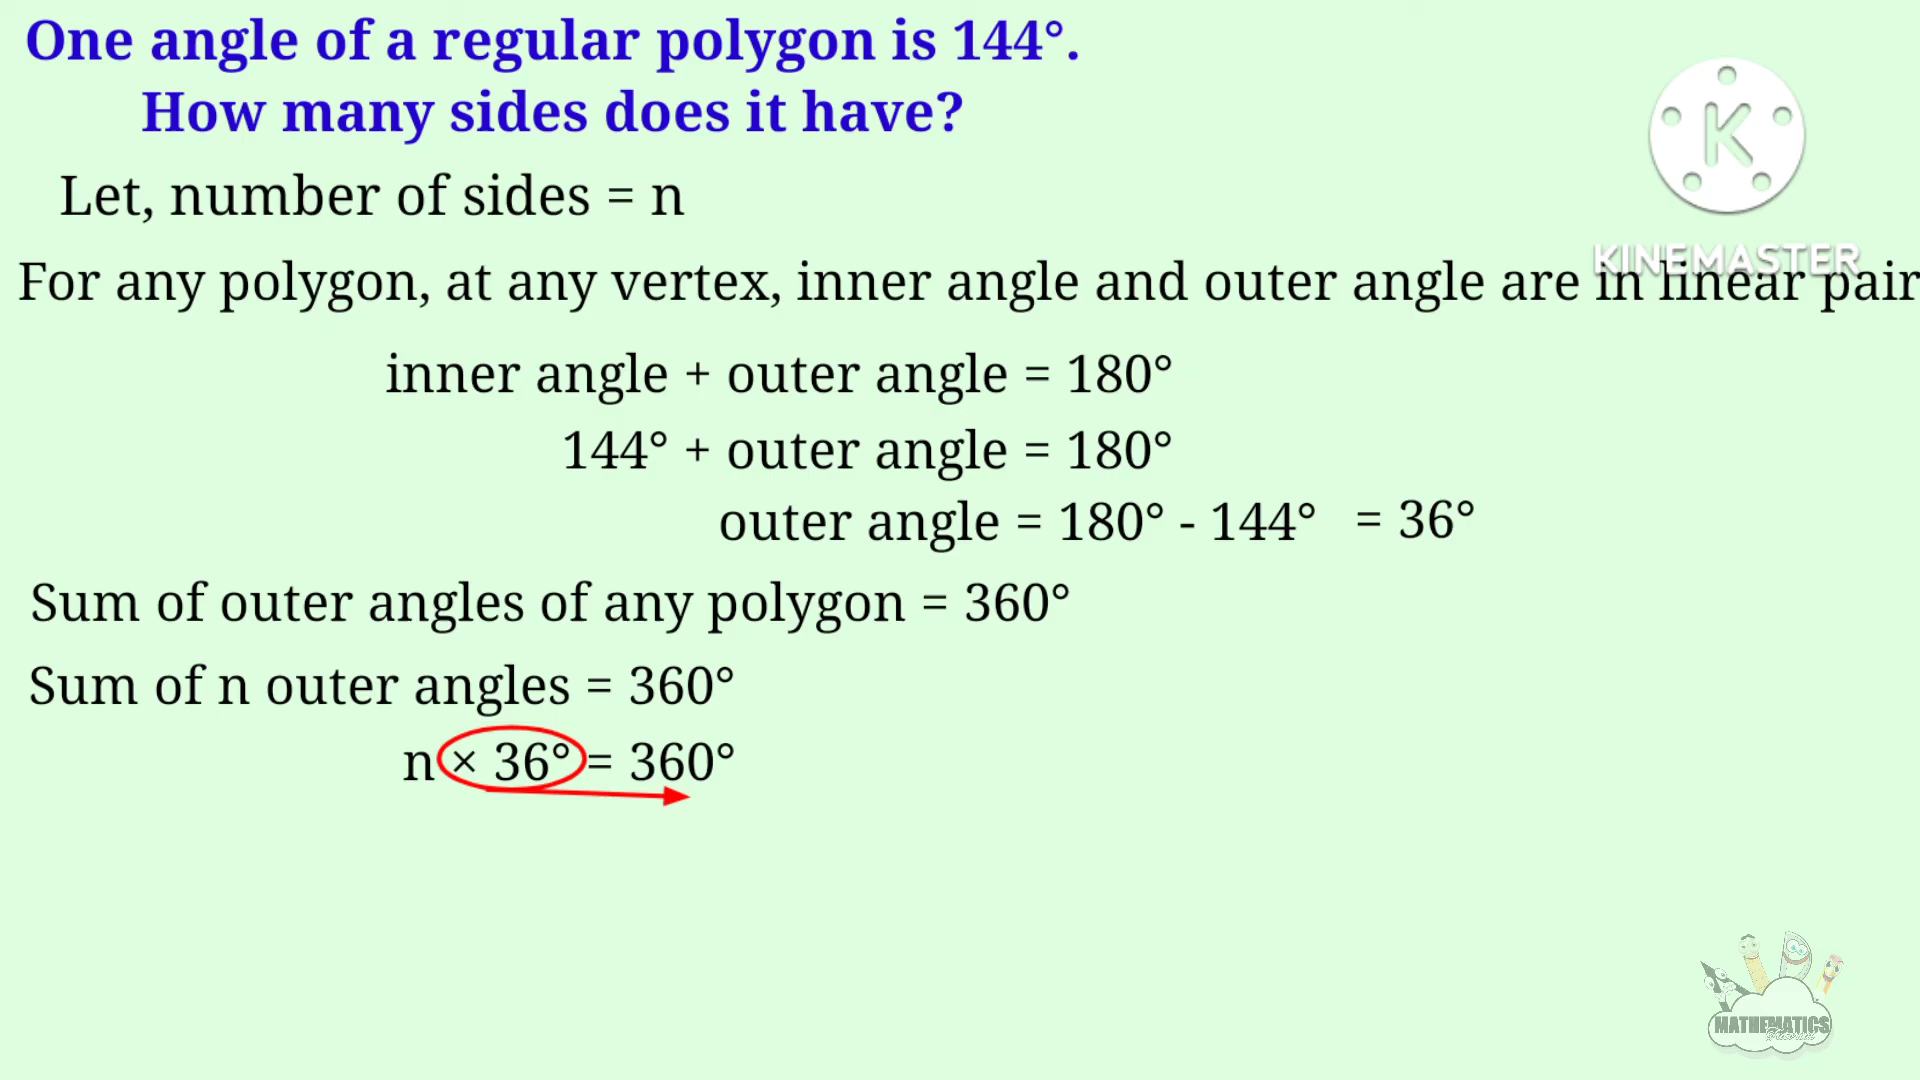 One angle of a regular polygon is 144°.
How many sides does it have?
Let, number of sides = n
K
KINEMASTER
For any polygon, at any vertex, inner angle and outer angle are in linear pair
inner angle + outer angle = 180°
144° + outer angle = 180°
outer angle = 180° - 144° = 36°
Sum of outer angles of any polygon = 360°
Sum of n outer angles = 360°
n × 36° = 360°
MATHEMATICS
Tutorial